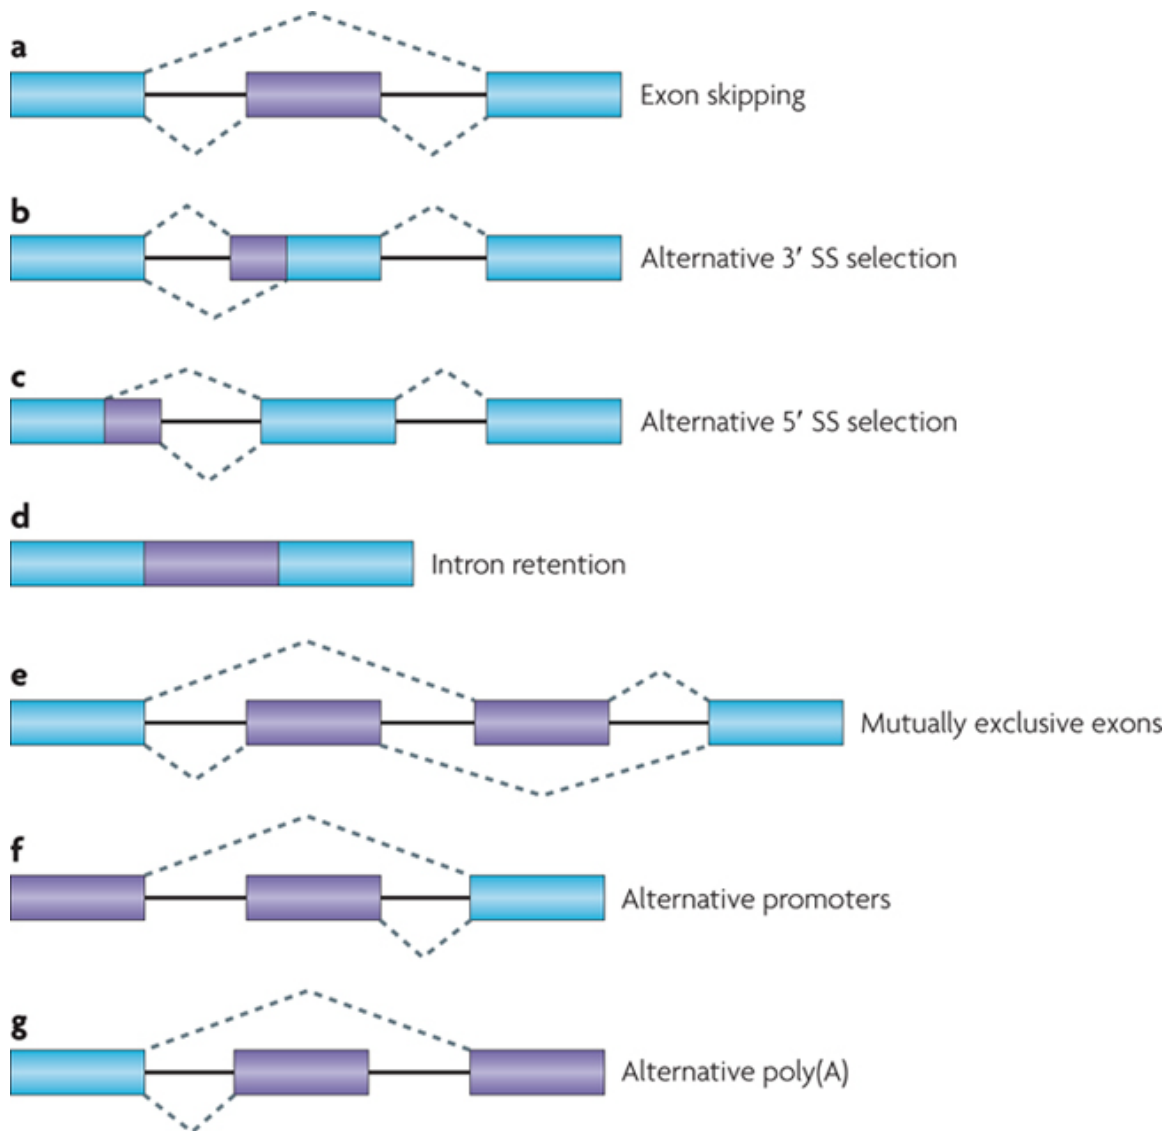 a
Exon skipping
b
Alternative 3′ SS selection
c
Alternative 5′ SS selection
d
Intron retention
e
Mutually exclusive exons
f
Alternative promoters
g
Alternative poly(A)